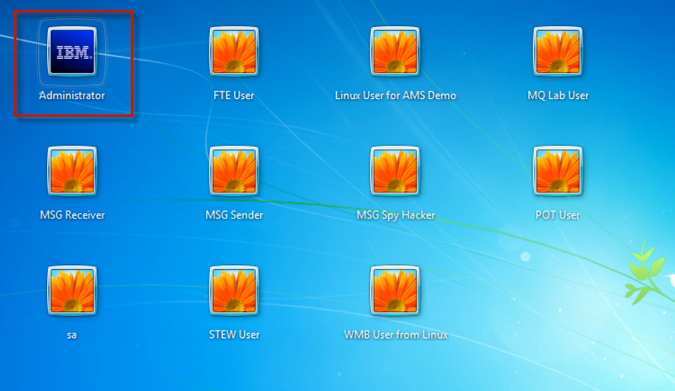 IBM.
Administrator
FTE User
Linux User for AMS Demo
MQ Lab User
MSG Receiver
MSG Sender
MSG Spy Hacker
POT User
sa
STEW User
WMB User from Linux